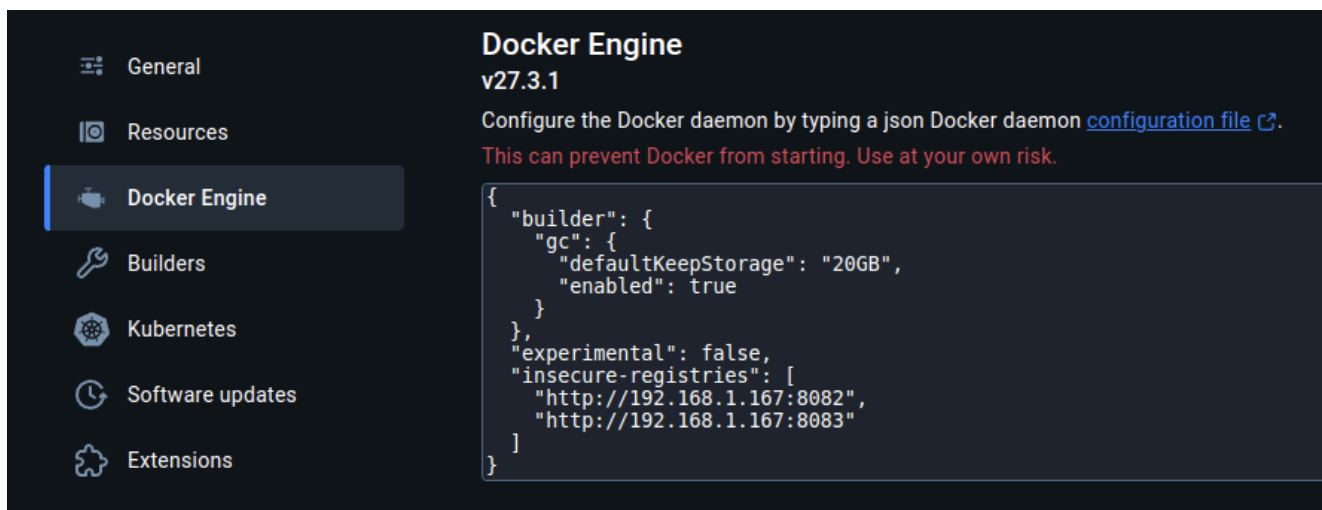 General
Resources
Docker Engine
Builders
Kubernetes
Software updates
Extensions
Docker Engine
v27.3.1
Configure the Docker daemon by typing a json Docker daemon configuration file.
This can prevent Docker from starting. Use at your own risk.
{
  "builder": {
    "gc": {
      "defaultKeepStorage": "20GB",
      "enabled": true
    }
  },
  "experimental": false,
  "insecure-registries": [
    "http://192.168.1.167:8082",
    "http://192.168.1.167:8083"
  ]
}